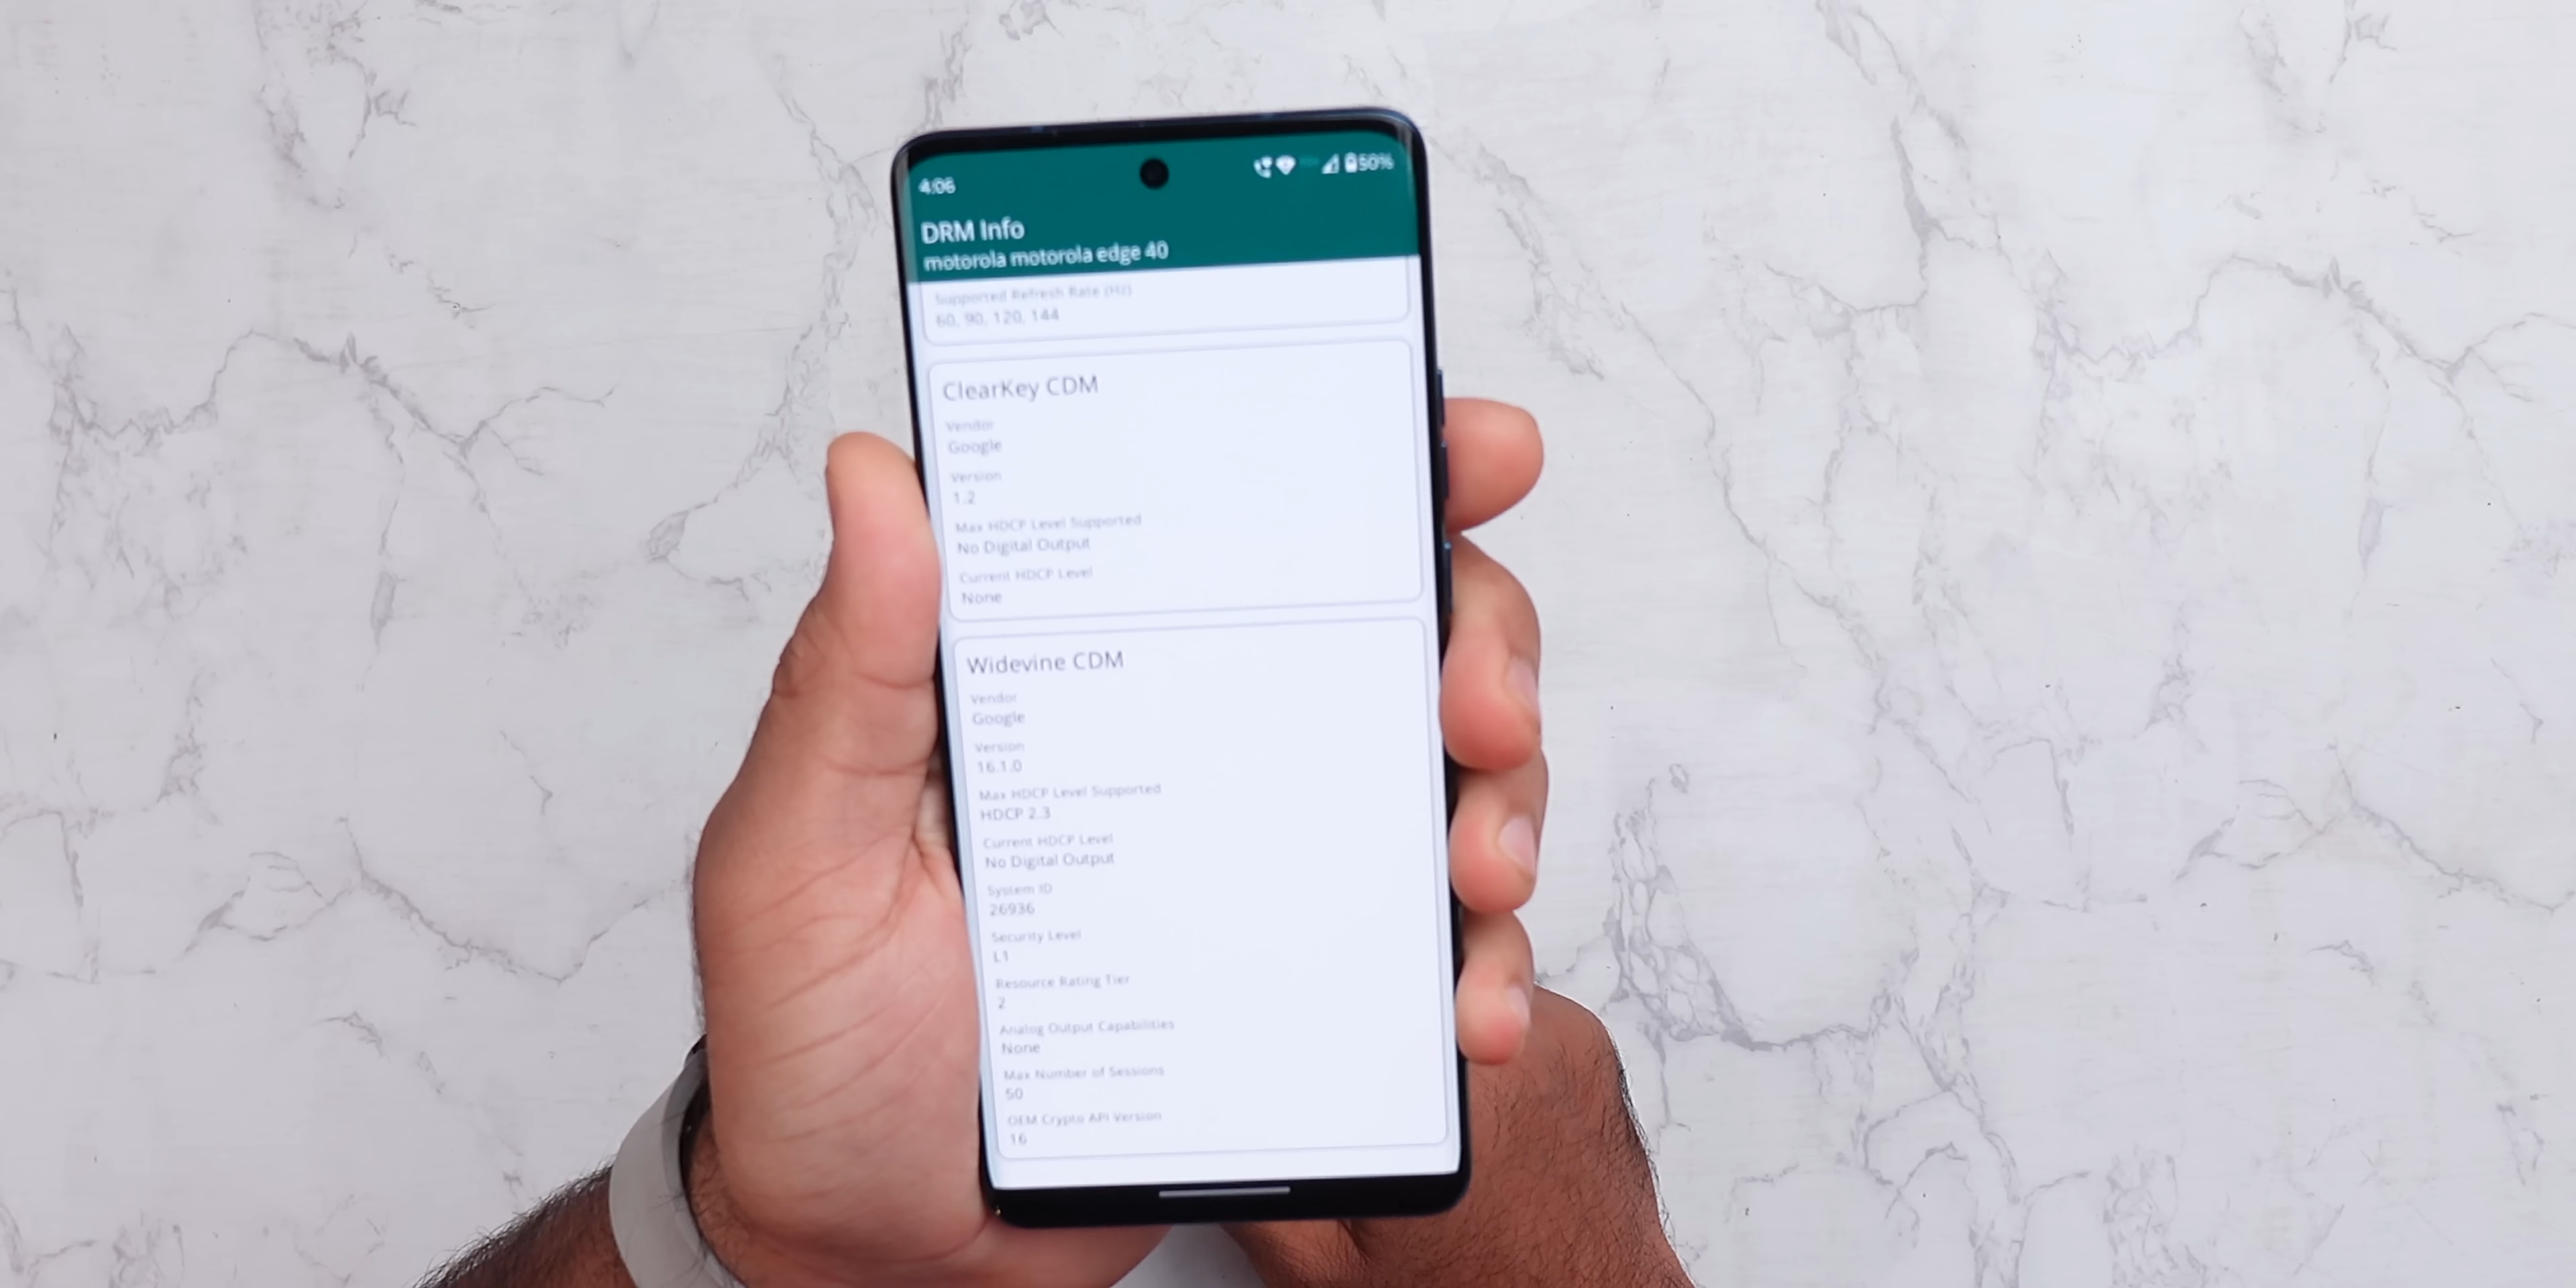 4:06
50%
DRM Info
motorola motorola edge 40
Supported Refresh Rate (Hz)
60, 90, 120, 144
ClearKey CDM
Vendor
Google
Version
1.2
Max HDCP Level Supported
No Digital Output
Current HDCP Level
None
Widevine CDM
Vendor
Google
Version
16.1.0
Max HDCP Level Supported
HDCP 2.3
Current HDCP Level
No Digital Output
System ID
26936
Security Level
L1
Resource Rating Tier
2
Analog Output Capabilities
None
Max Number of Sessions
50
OEM Crypto API Version
16